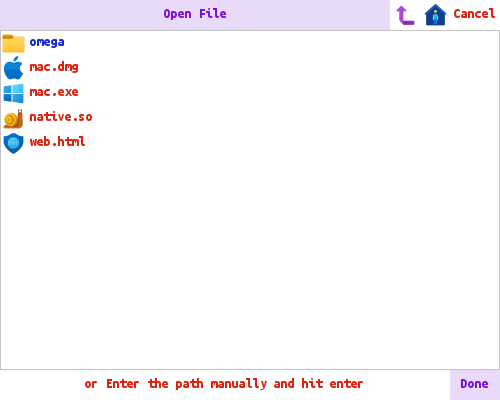 Open File
Cancel
omega
mac.dmg
mac.exe
native.so
web.html
or Enter the path manually and hit enter
Done